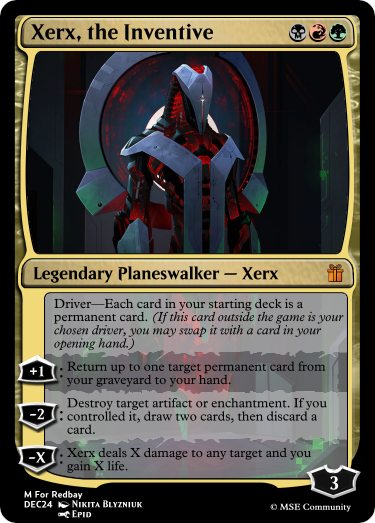 Xerx, the Inventive
Legendary Planeswalker — Xerx
Driver—Each card in your starting deck is a
permanent card. (If this card outside the game is your
chosen driver, you may swap it with a card in your
opening hand.)
+1 : Return up to one target permanent card from
your graveyard to your hand.
-2 : Destroy target artifact or enchantment. If you
controlled it, draw two cards, then discard a
card.
-X : Xerx deals X damage to any target and you
gain X life.
3
M For Redbay
DEC24 Nikita Blyzniuk
Epid
© MSE Community